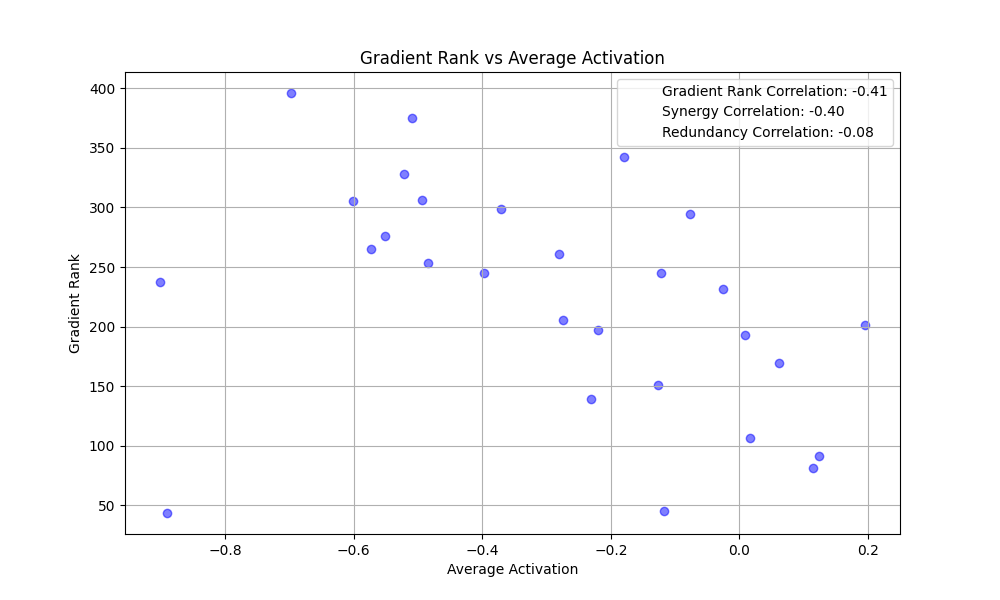 Gradient Rank vs Average Activation
Gradient Rank Correlation: -0.41
Synergy Correlation: -0.40
Redundancy Correlation: -0.08
400
350
300
250
200
150
100
50
Gradient Rank
−0.8
−0.6
−0.4
−0.2
0.0
0.2
Average Activation